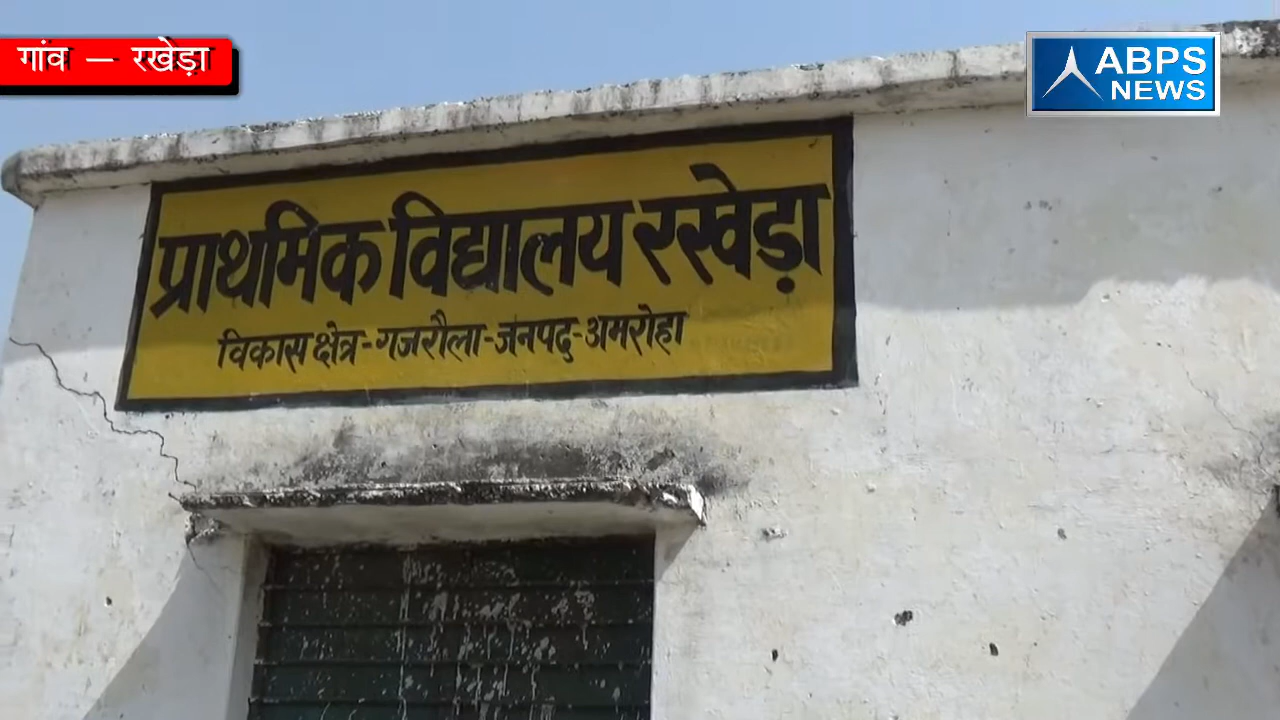 गांव – रखेड़ा
ABPS
NEWS
प्राथमिक विद्यालय रखेड़ा
विकास क्षेत्र-गजरौला-जनपद-अमरोहा